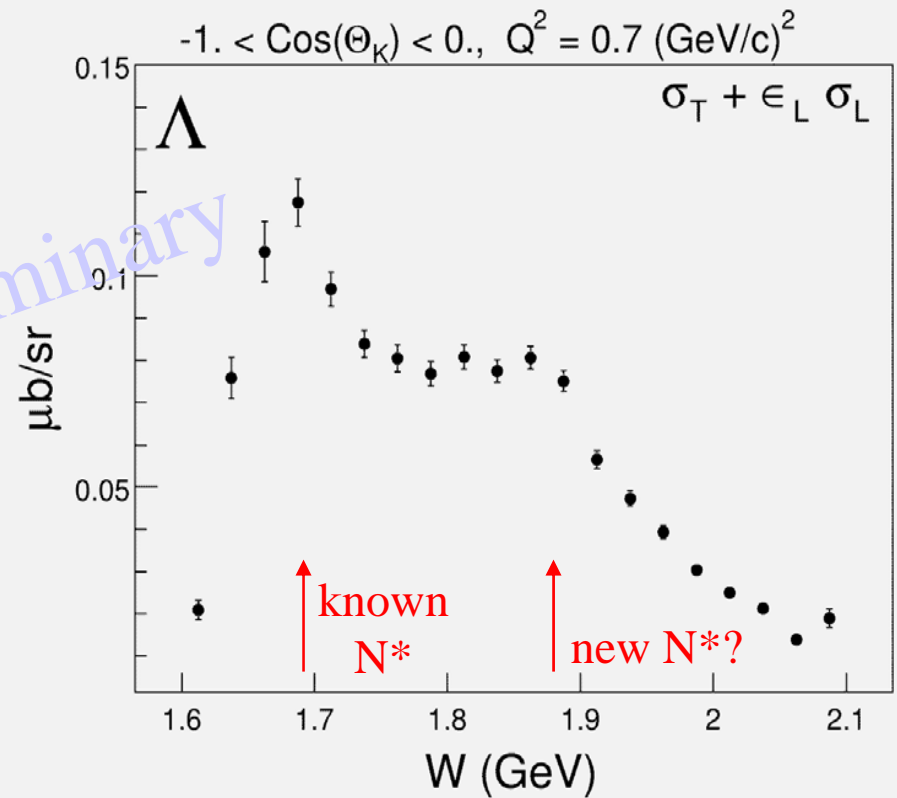 -1. < Cos(Θ_K) < 0., Q² = 0.7 (GeV/c)²
0.15
Λ
σ_T + ϵ_L σ_L
minary
0.1
μb/sr
0.05
known
N*
new N*?
1.6 1.7 1.8 1.9 2 2.1
W (GeV)